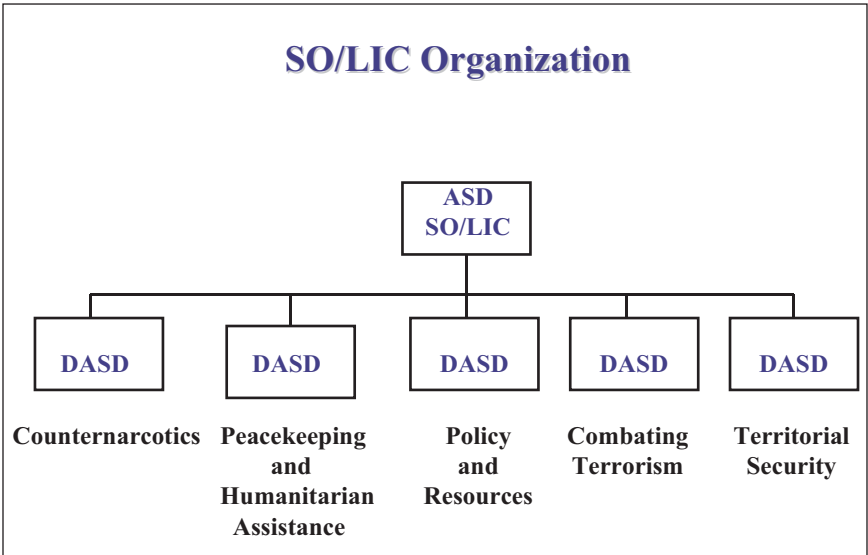 SO/LIC Organization
ASD
SO/LIC
DASD
DASD
DASD
DASD
DASD
Counternarcotics
Peacekeeping
and
Humanitarian
Assistance
Policy
and
Resources
Combating
Terrorism
Territorial
Security